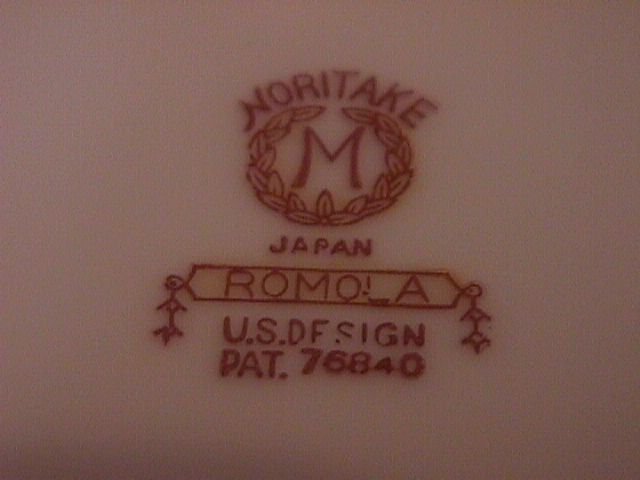 NORITAKE
M
JAPAN
ROMOLA
U.S.DESIGN
PAT. 76840